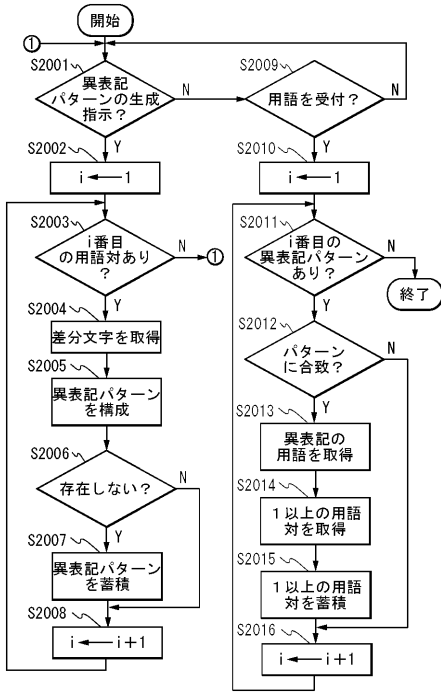 開始
①
S2001
異表記
パターンの生成
指示？
N
Y
S2002
i ← 1
S2003
i番目
の用語対あり
？
N
①
Y
S2004
差分文字を取得
S2005
異表記パターン
を構成
S2006
存在しない？
N
Y
S2007
異表記パターン
を蓄積
S2008
i ← i+1
S2009
用語を受付？
N
Y
S2010
i ← 1
S2011
i番目の
異表記パターン
あり？
N
終了
Y
S2012
パターン
に合致？
N
Y
S2013
異表記の
用語を取得
S2014
１以上の用語
対を取得
S2015
１以上の用語
対を蓄積
S2016
i ← i+1